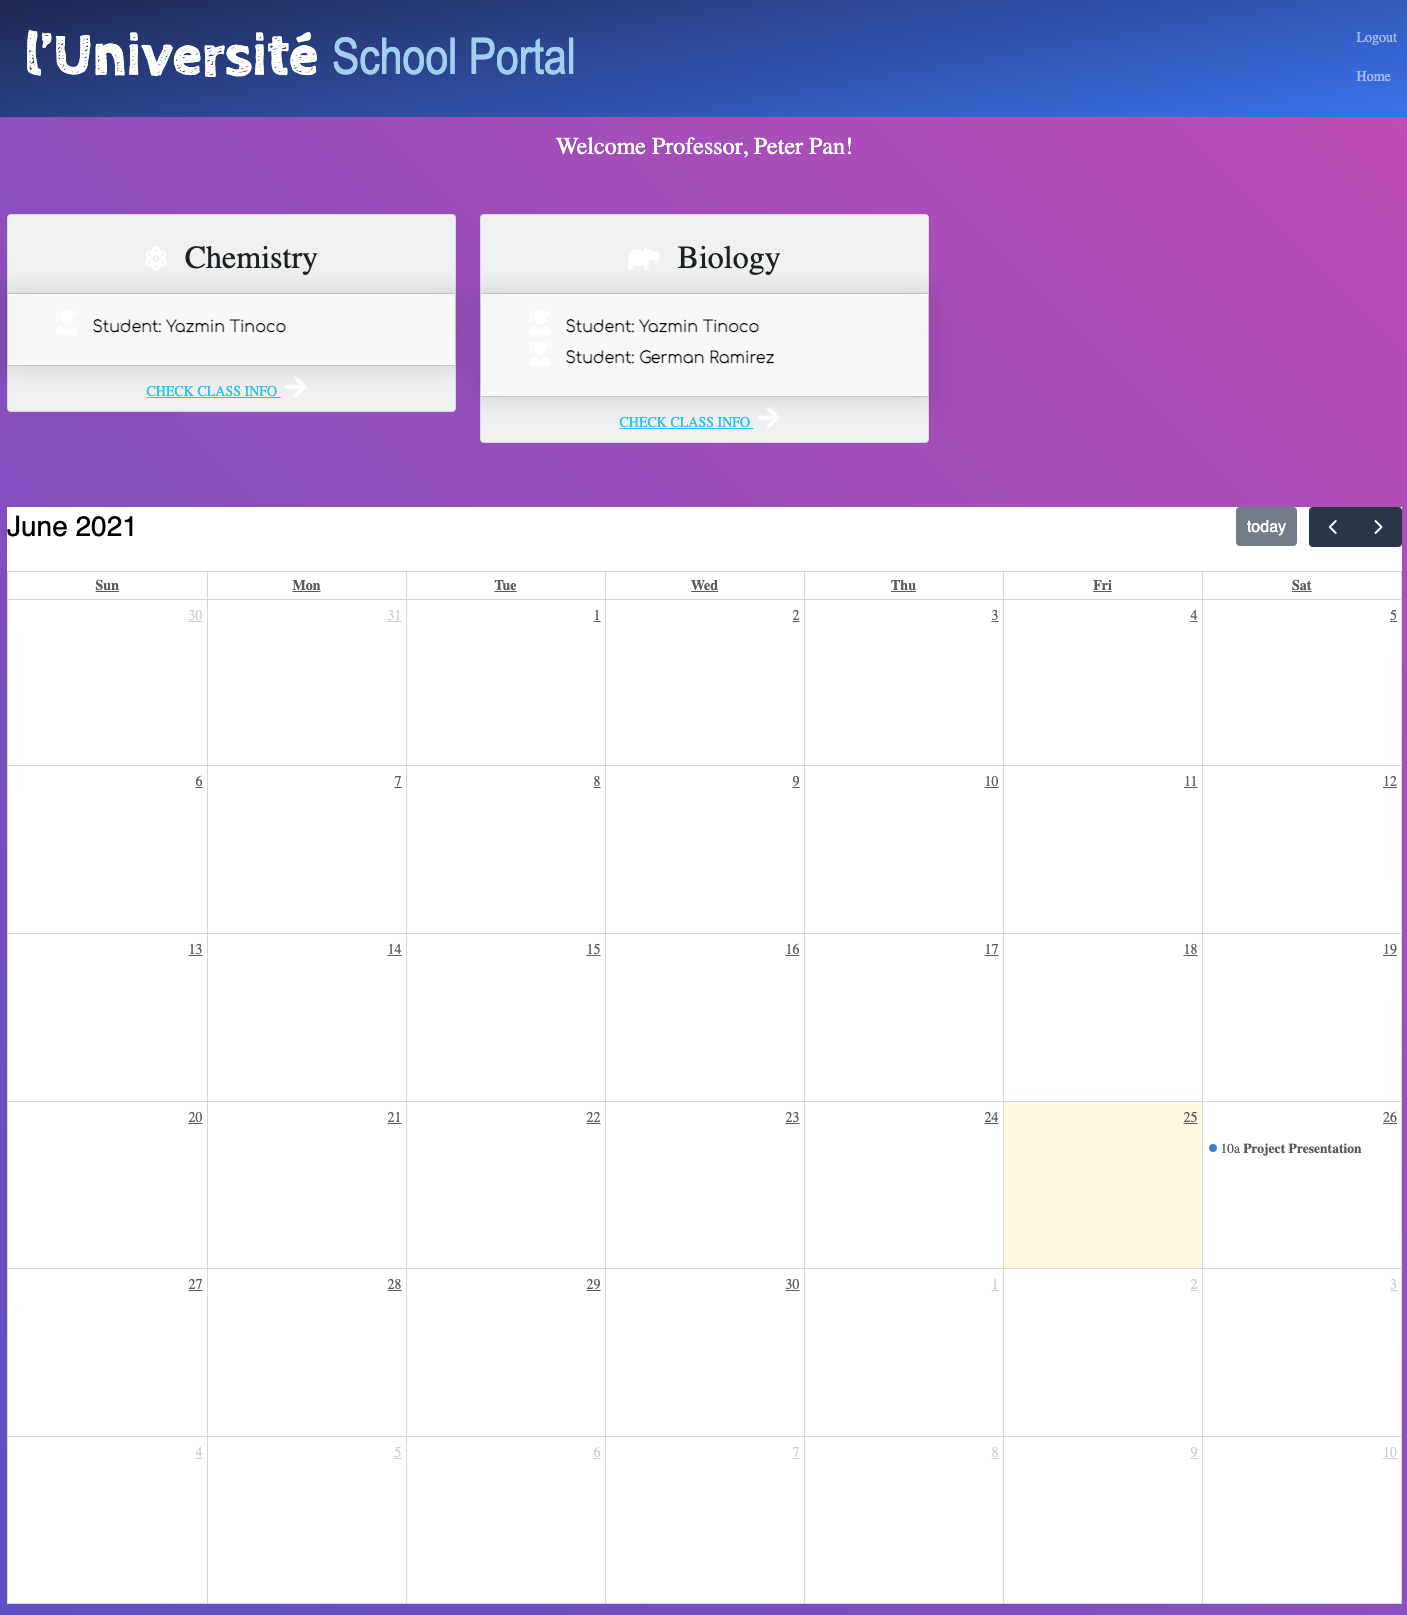 l'Université School Portal
Logout
Home
Welcome Professor, Peter Pan!
Chemistry
Student: Yazmin Tinoco
CHECK CLASS INFO
Biology
Student: Yazmin Tinoco
Student: German Ramirez
CHECK CLASS INFO
June 2021
today
Sun Mon Tue Wed Thu Fri Sat
30 31 1 2 3 4 5
6 7 8 9 10 11 12
13 14 15 16 17 18 19
20 21 22 23 24 25 26
10a Project Presentation
27 28 29 30 1 2 3
4 5 6 7 8 9 10